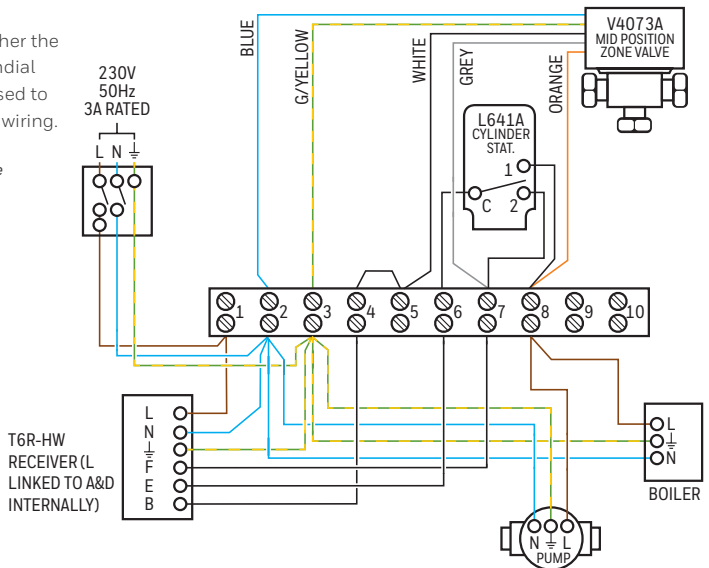 her the
ndial
sed to
wiring.
e
230V
50Hz
3A RATED
L N ⏚
BLUE
G/YELLOW
WHITE
GREY
ORANGE
V4073A
MID POSITION
ZONE VALVE
L641A
CYLINDER
STAT.
1
C 2
1 2 3 4 5 6 7 8 9 10
T6R-HW
RECEIVER (L
LINKED TO A&D
INTERNALLY)
L
N
⏚
F
E
B
L
⏚
N
BOILER
N ⏚ L
PUMP